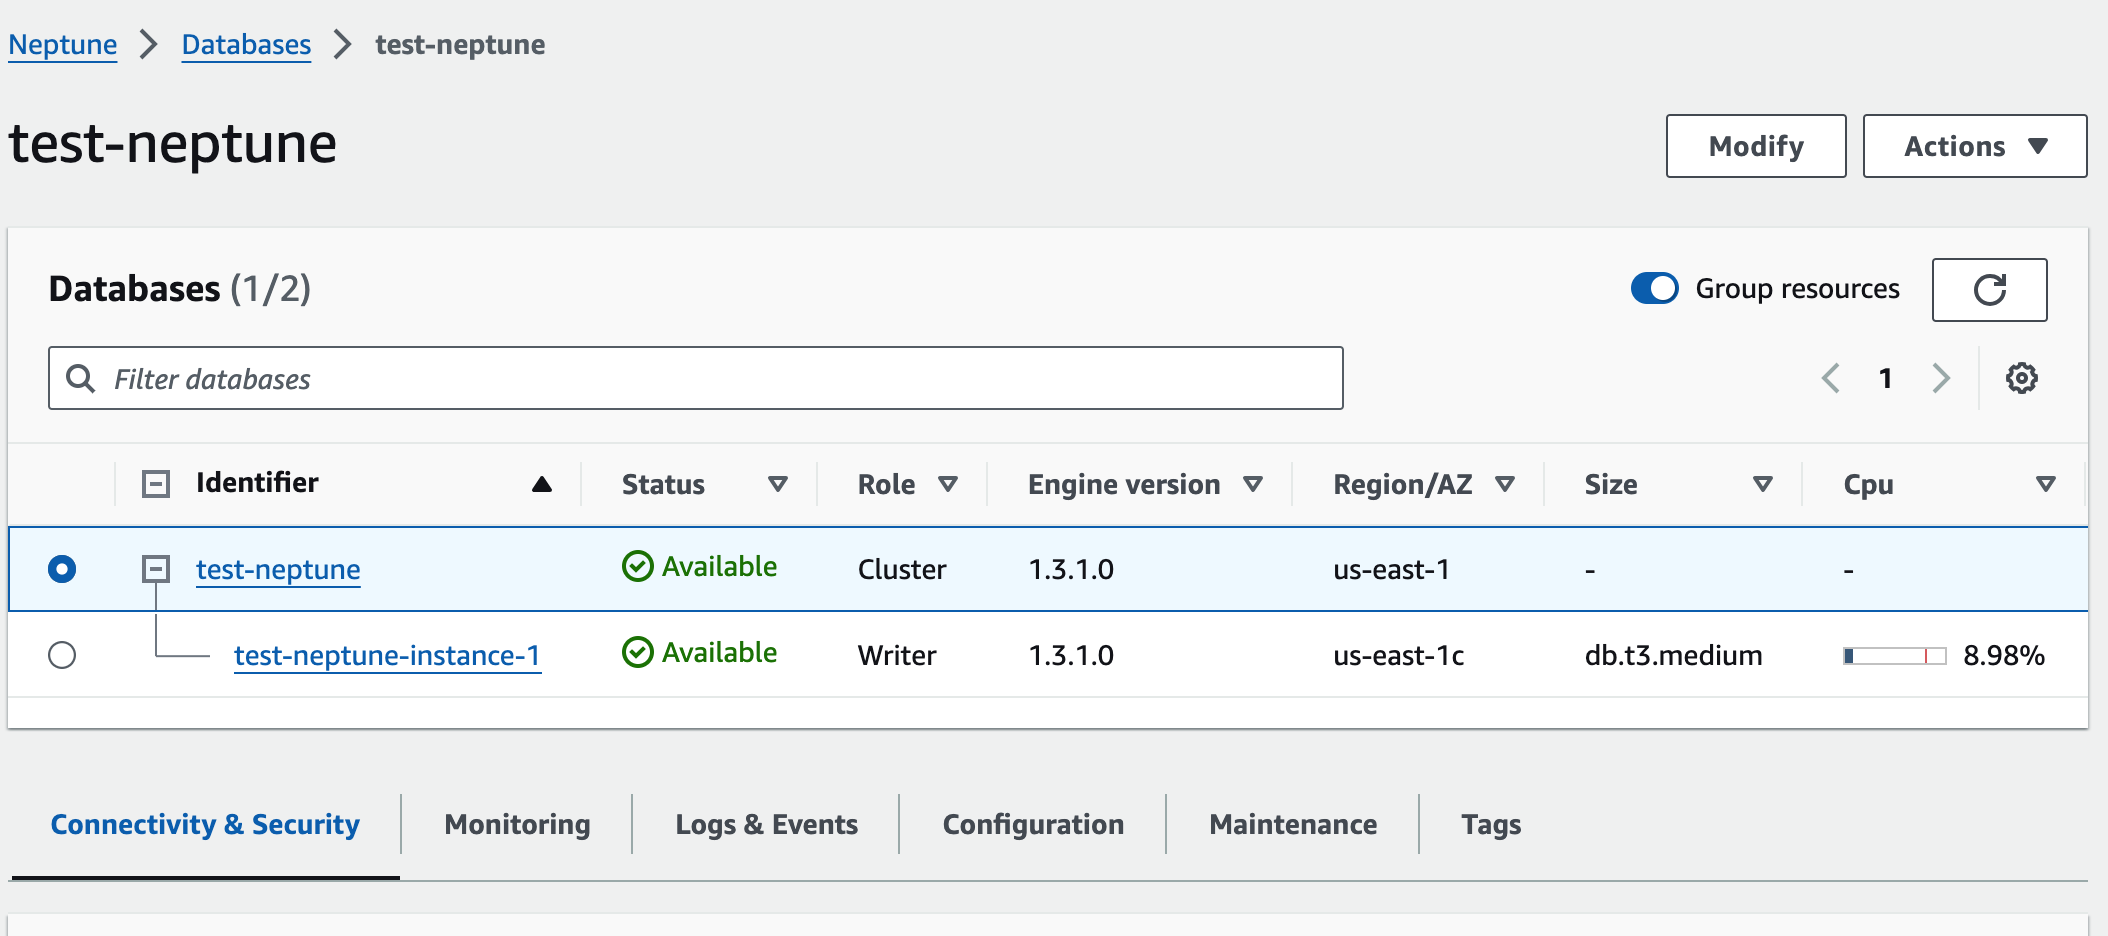 Neptune Databases test-neptune
test-neptune
Modify Actions
Databases (1/2)
Group resources
Filter databases
1
Identifier Status Role Engine version Region/AZ Size Cpu
test-neptune Available Cluster 1.3.1.0 us-east-1 - -
test-neptune-instance-1 Available Writer 1.3.1.0 us-east-1c db.t3.medium 8.98%
Connectivity & Security Monitoring Logs & Events Configuration Maintenance Tags